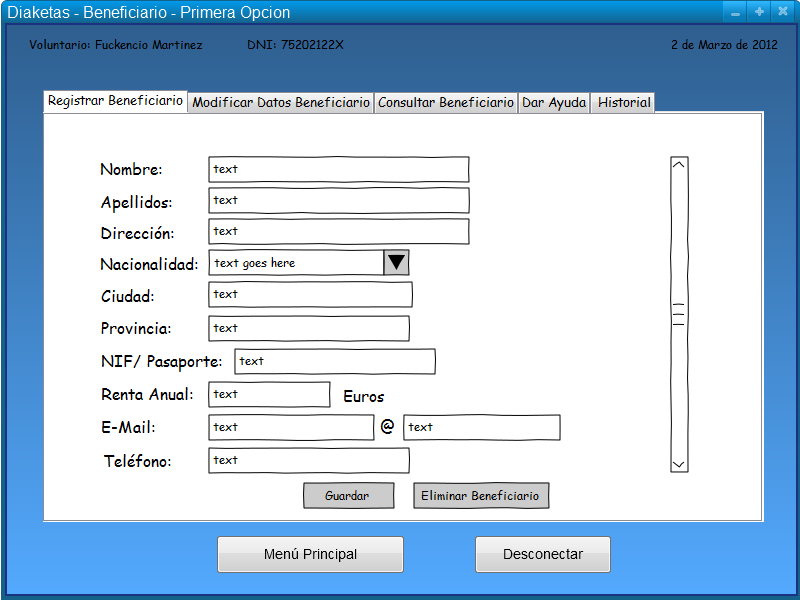 Diaketas - Beneficiario - Primera Opcion
Voluntario: Fuckencio Martinez DNI: 75202122X 2 de Marzo de 2012
Registrar Beneficiario Modificar Datos Beneficiario Consultar Beneficiario Dar Ayuda Historial
Nombre: text
Apellidos: text
Dirección: text
Nacionalidad: text goes here
Ciudad: text
Provincia: text
NIF/ Pasaporte: text
Renta Anual: text Euros
E-Mail: text @ text
Teléfono: text
Guardar Eliminar Beneficiario
Menú Principal Desconectar